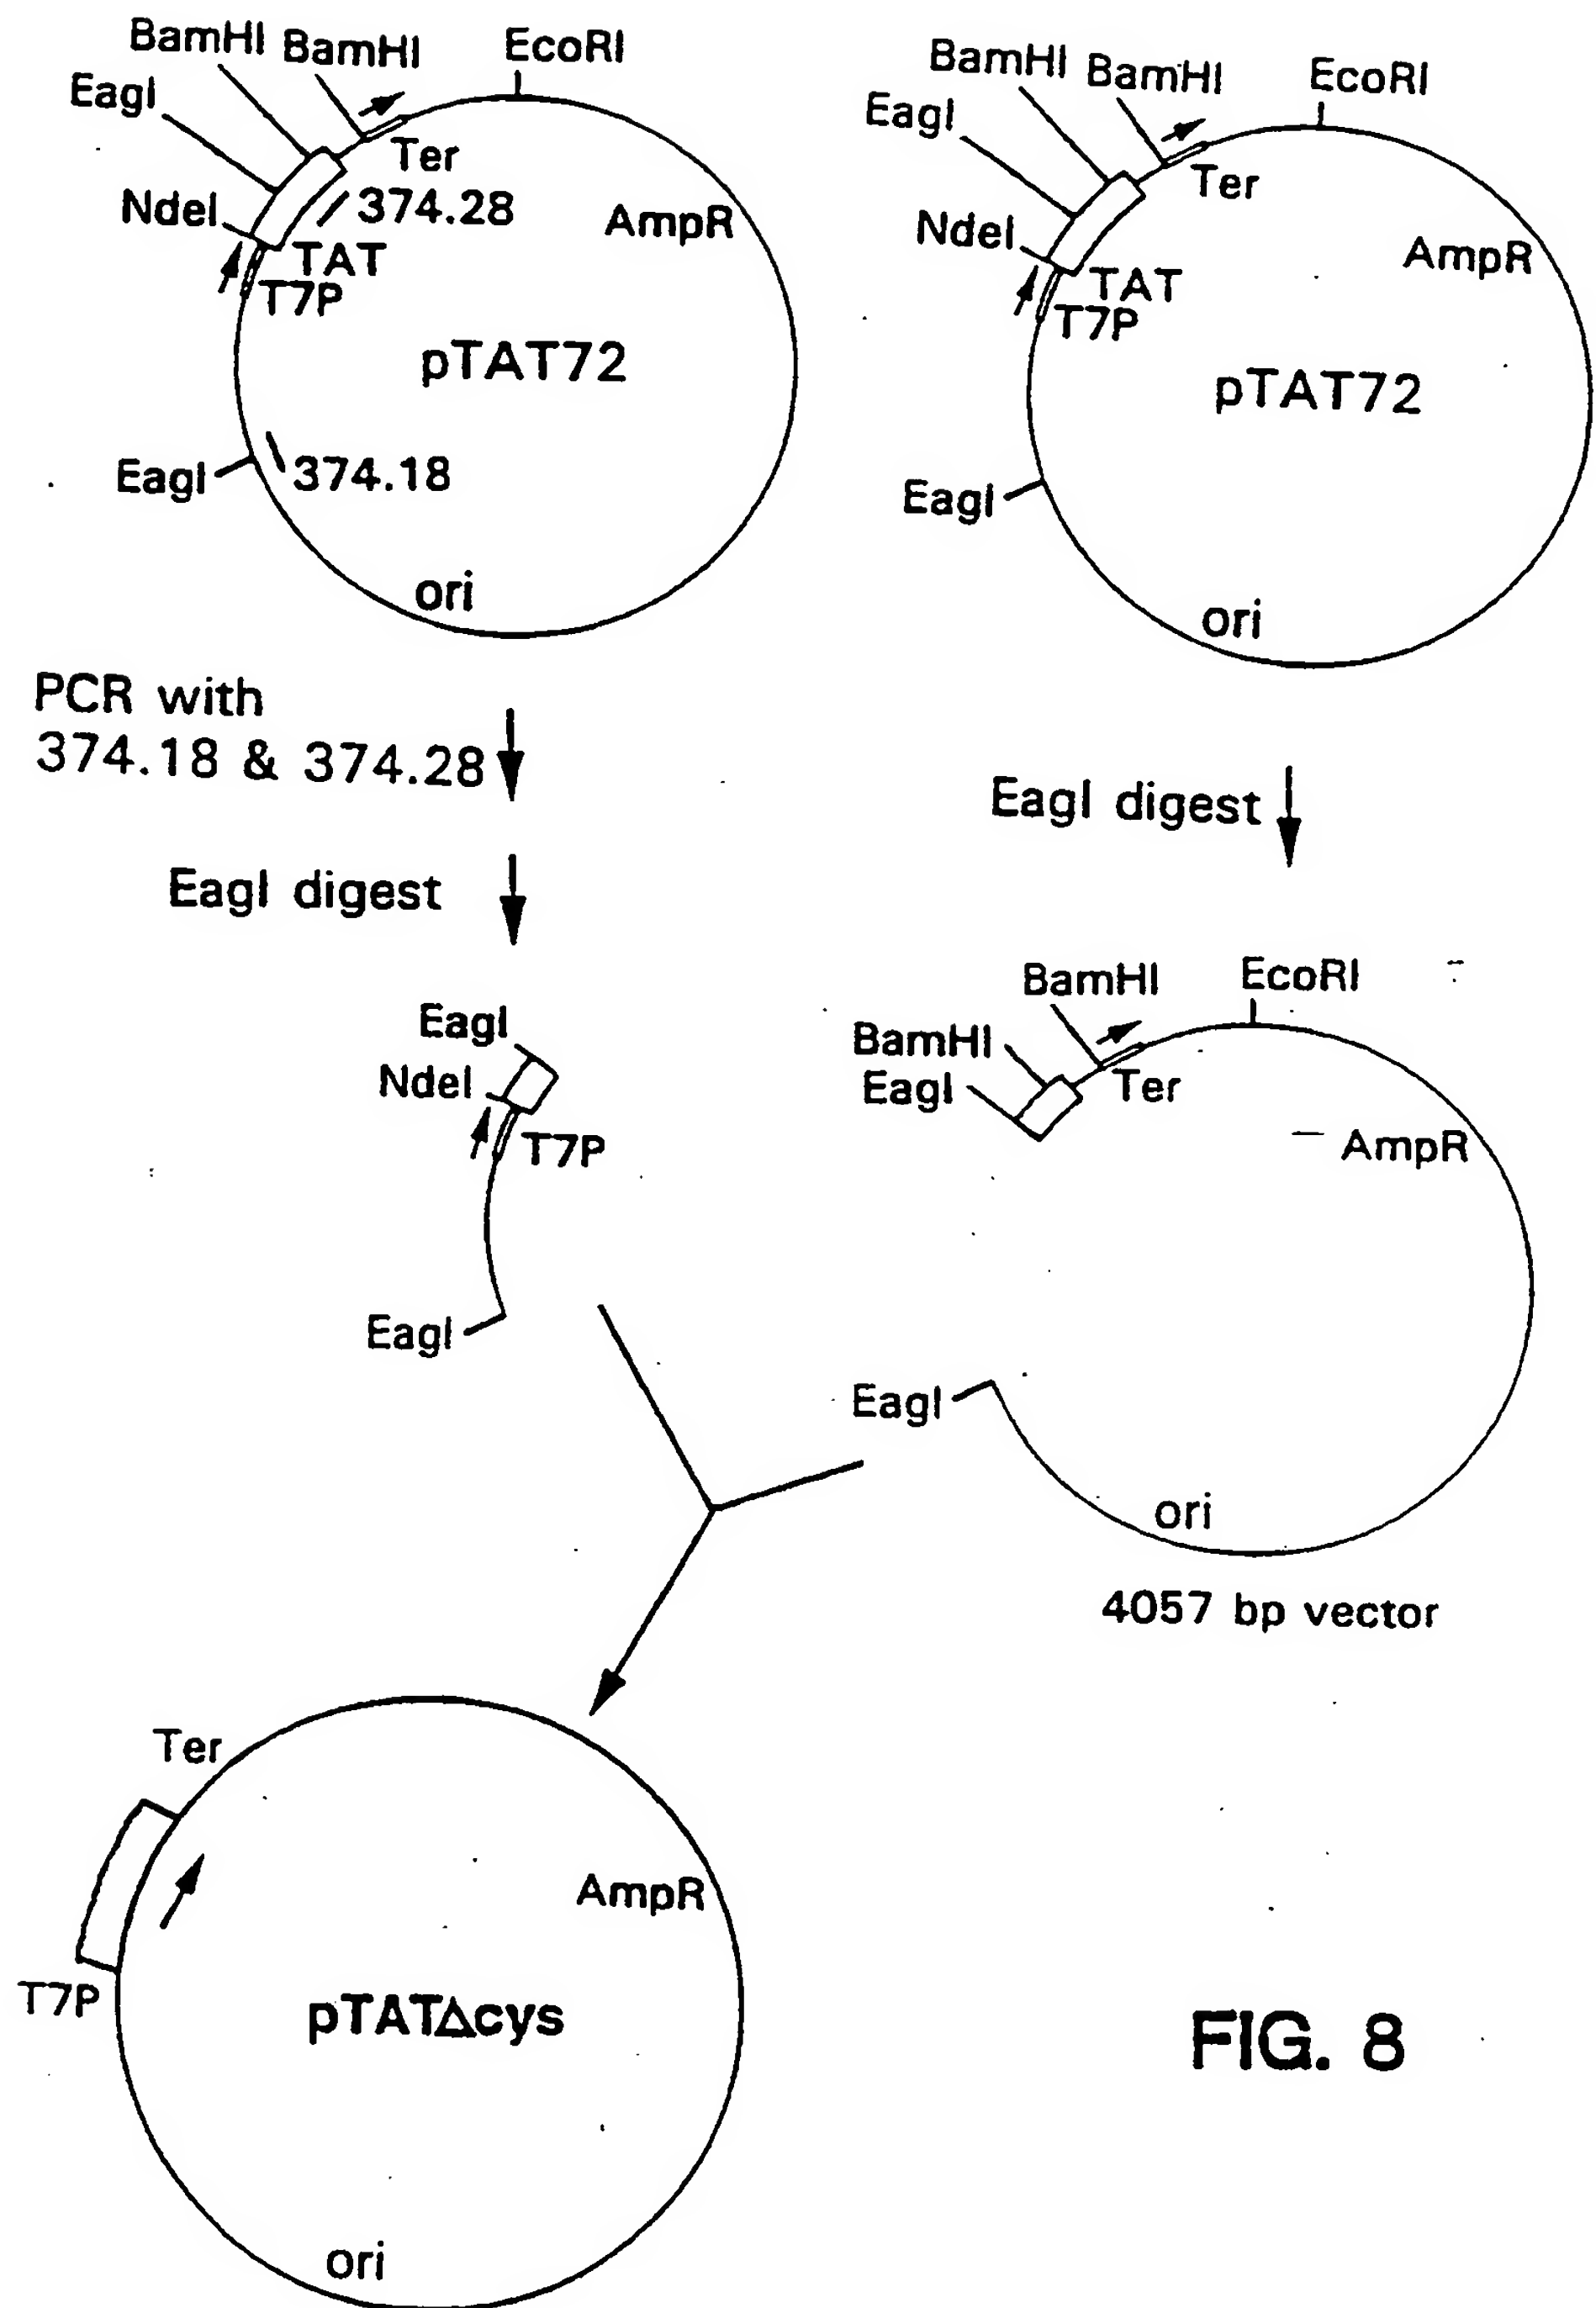 BamHI BamHI EcoRI
EagI
Ter
NdeI
374.28
AmpR
TAT
T7P
pTAT72
EagI
374.18
ori
BamHI BamHI EcoRI
EagI
Ter
NdeI
AmpR
TAT
T7P
pTAT72
EagI
ori
PCR with
374.18 & 374.28
EagI digest
EagI digest
EagI
NdeI
T7P
EagI
BamHI EcoRI
BamHI
EagI
Ter
AmpR
EagI
ori
4057 bp vector
Ter
AmpR
T7P
pTATΔcys
ori
FIG. 8